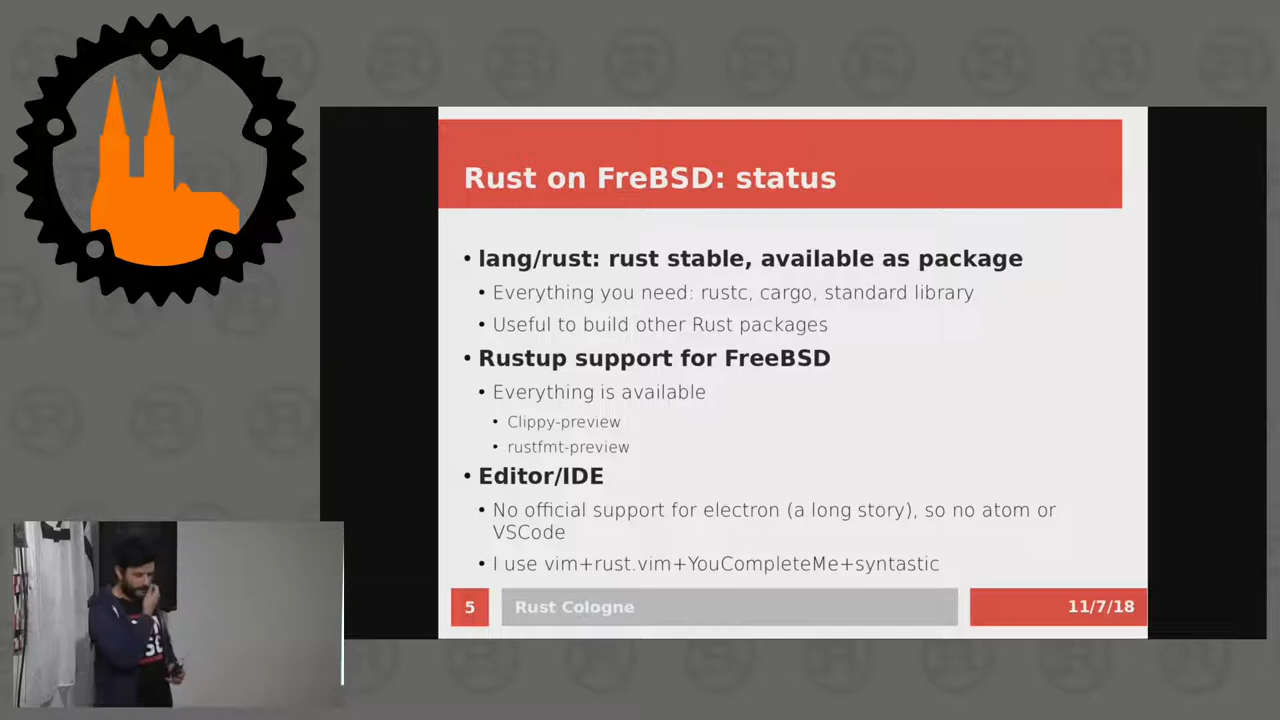 Rust on FreBSD: status
• lang/rust: rust stable, available as package
• Everything you need: rustc, cargo, standard library
• Useful to build other Rust packages
• Rustup support for FreeBSD
• Everything is available
• Clippy-preview
• rustfmt-preview
• Editor/IDE
• No official support for electron (a long story), so no atom or
VSCode
• I use vim+rust.vim+YouCompleteMe+syntastic
5
Rust Cologne
11/7/18